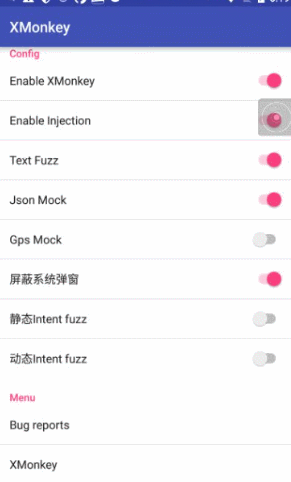 XMonkey
Config
Enable XMonkey
Enable Injection
Text Fuzz
Json Mock
Gps Mock
屏蔽系统弹窗
静态Intent fuzz
动态Intent fuzz
Menu
Bug reports
XMonkey